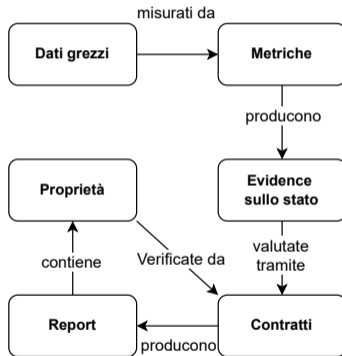 misurati da
Dati grezzi
Metriche
producono
Proprietà
Evidence
sullo stato
contiene
Verificate da
valutate
tramite
Report
Contratti
producono